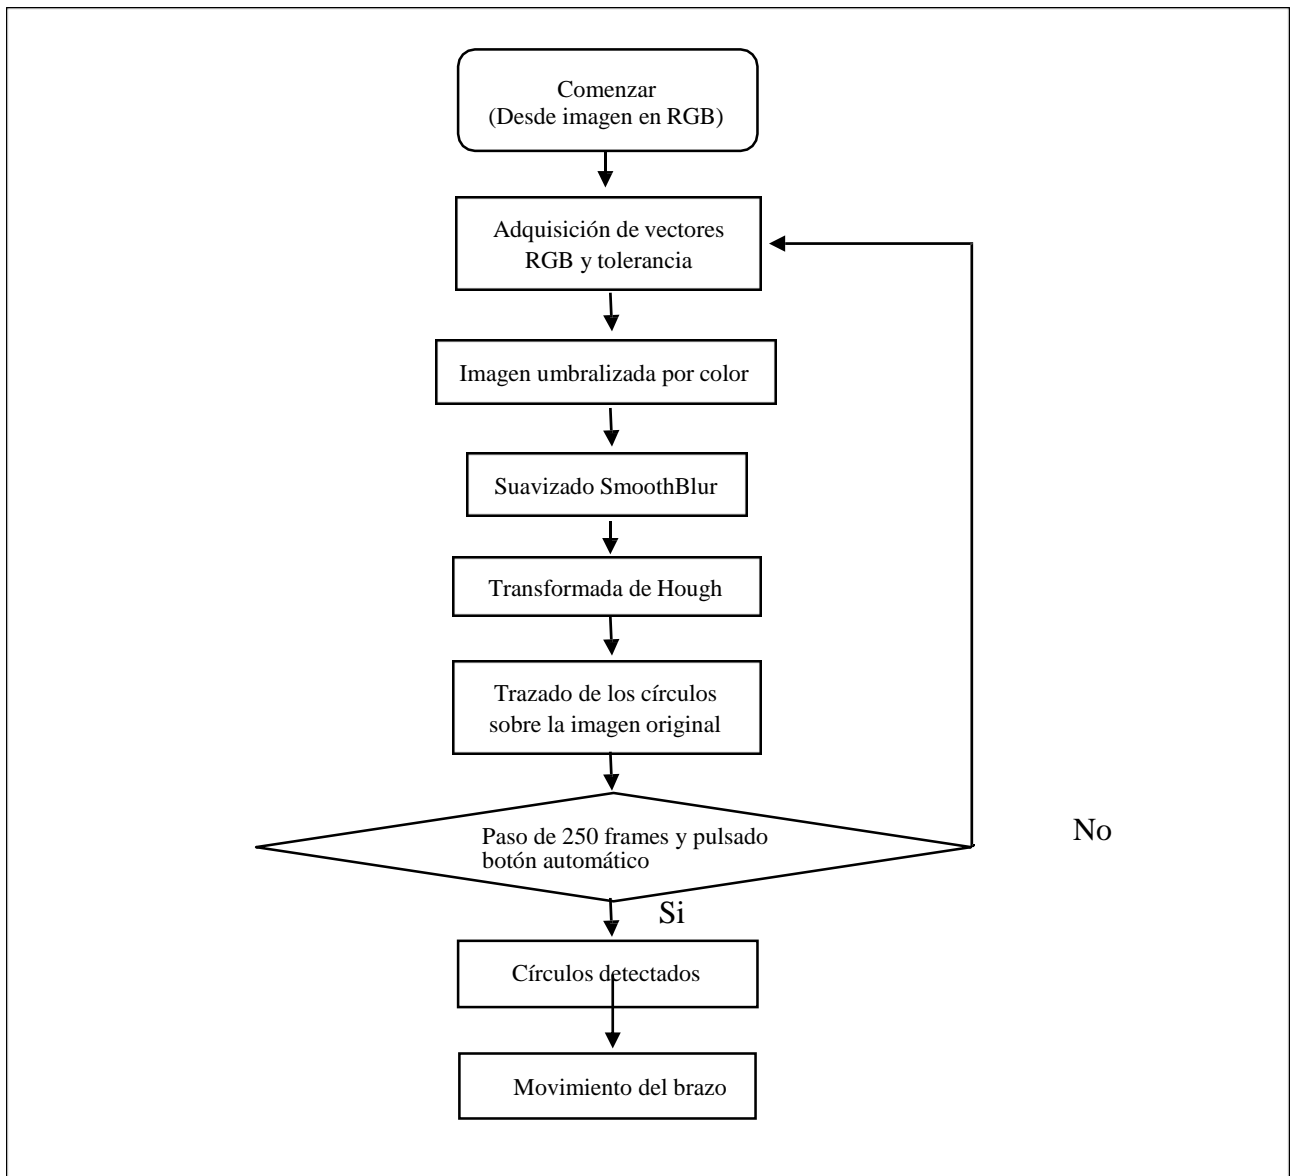 Comenzar
(Desde imagen en RGB)
Adquisición de vectores
RGB y tolerancia
Imagen umbralizada por color
Suavizado SmoothBlur
Transformada de Hough
Trazado de los círculos
sobre la imagen original
Paso de 250 frames y pulsado
botón automático
No
Si
Círculos detectados
Movimiento del brazo